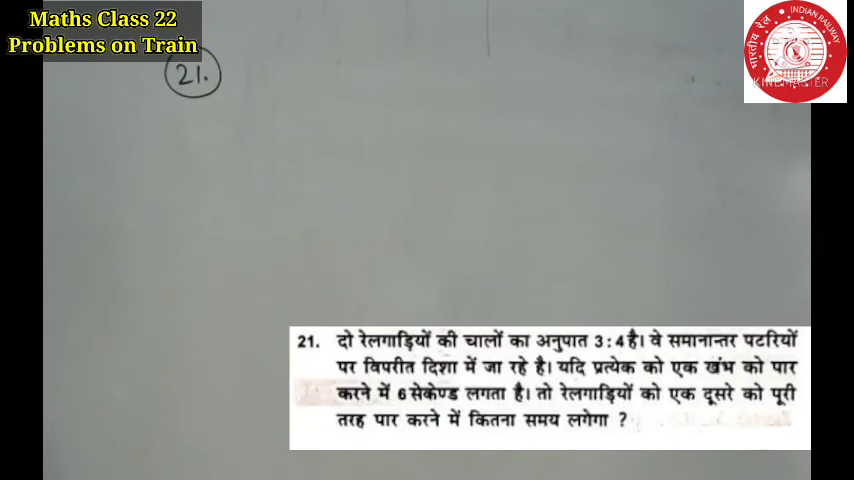 Maths Class 22
Problems on Train
INDIAN RAILWAY
भारतीय रेल
KINEMASTER
21.
21. दो रेलगाड़ियों की चालों का अनुपात 3:4 है। वे समानान्तर पटरियों
पर विपरीत दिशा में जा रहे है। यदि प्रत्येक को एक खंभ को पार
करने में 6 सेकेण्ड लगता है। तो रेलगाड़ियों को एक दूसरे को पूरी
तरह पार करने में कितना समय लगेगा ?